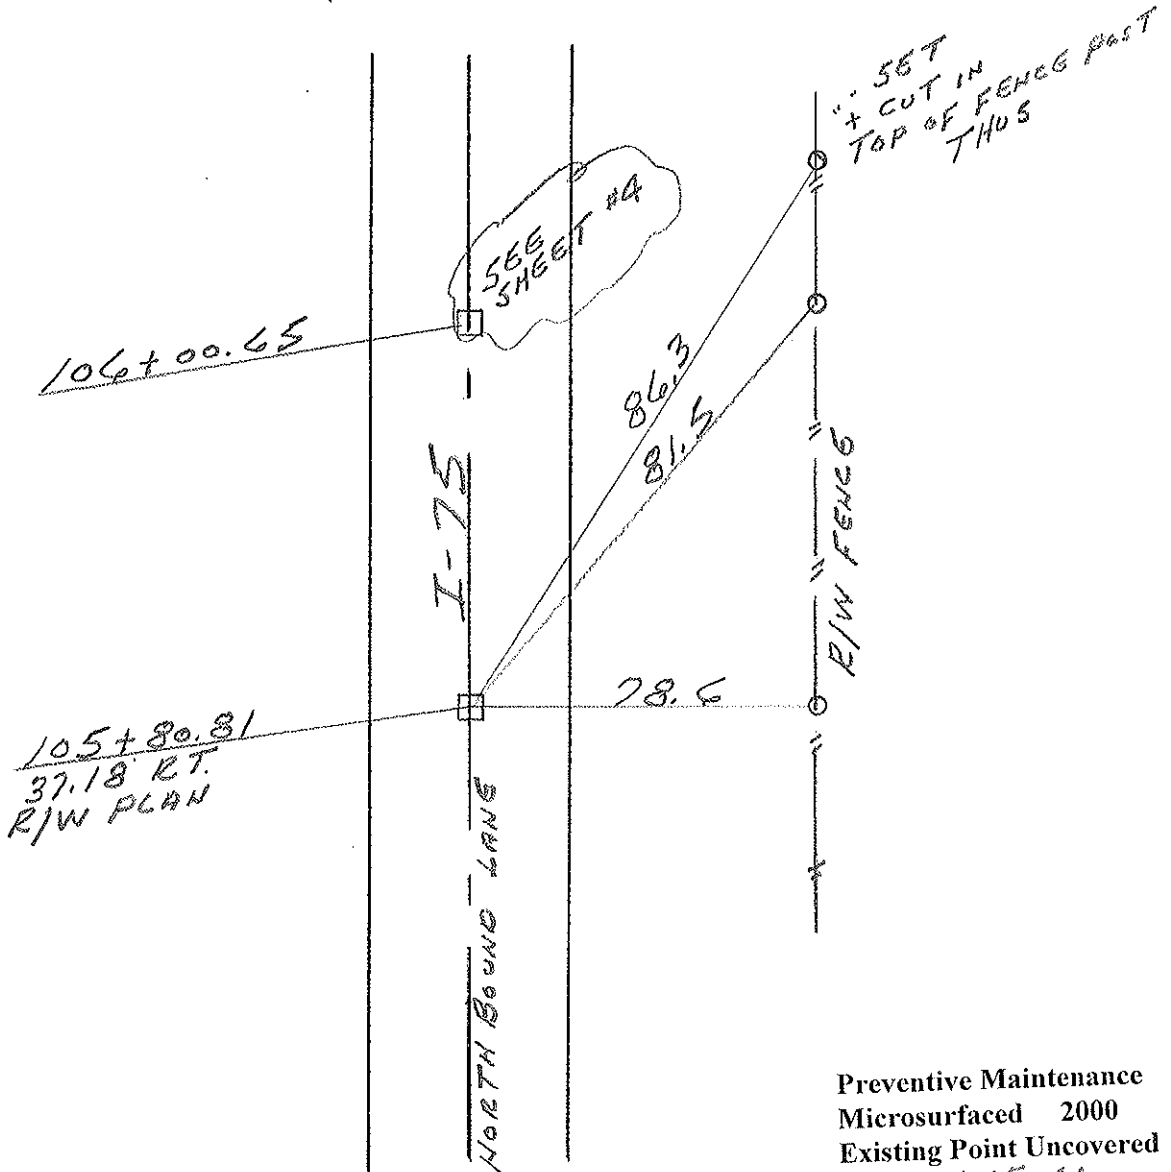 "+" SET
CUT IN
TOP OF FENCE POST
THUS
SEE
SHEET #4
106+00.65
86.3
81.5
I-75
R/W FENCE
78.6
105+80.81
37.18' RT.
R/W PLAN
NORTH BOUND LANE
Preventive Maintenance
Microsurfaced 2000
Existing Point Uncovered